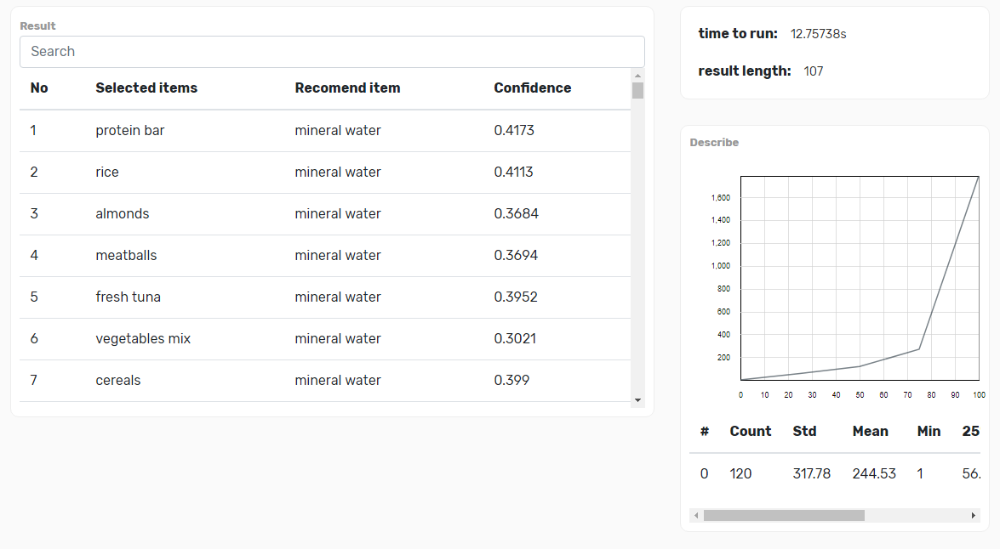 Result
Search
No Selected items Recomend item Confidence
1 protein bar mineral water 0.4173
2 rice mineral water 0.4113
3 almonds mineral water 0.3684
4 meatballs mineral water 0.3694
5 fresh tuna mineral water 0.3952
6 vegetables mix mineral water 0.3021
7 cereals mineral water 0.399
time to run: 12.75738s
result length: 107
Describe
1,600
1,400
1,200
1,000
800
600
400
200
0 10 20 30 40 50 60 70 80 90 100
# Count Std Mean Min 25
0 120 317.78 244.53 1 56.